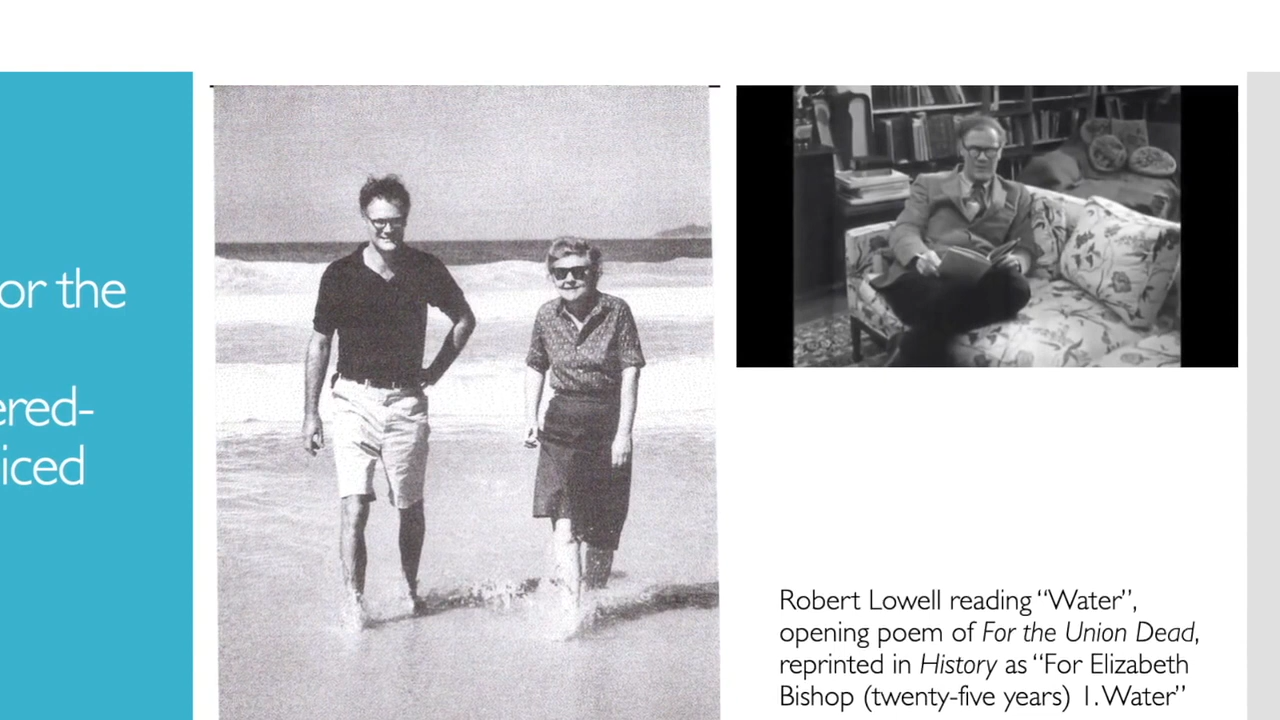 or the
ered-
iced
Robert Lowell reading “Water”,
opening poem of For the Union Dead,
reprinted in History as “For Elizabeth
Bishop (twenty-five years) 1. Water”